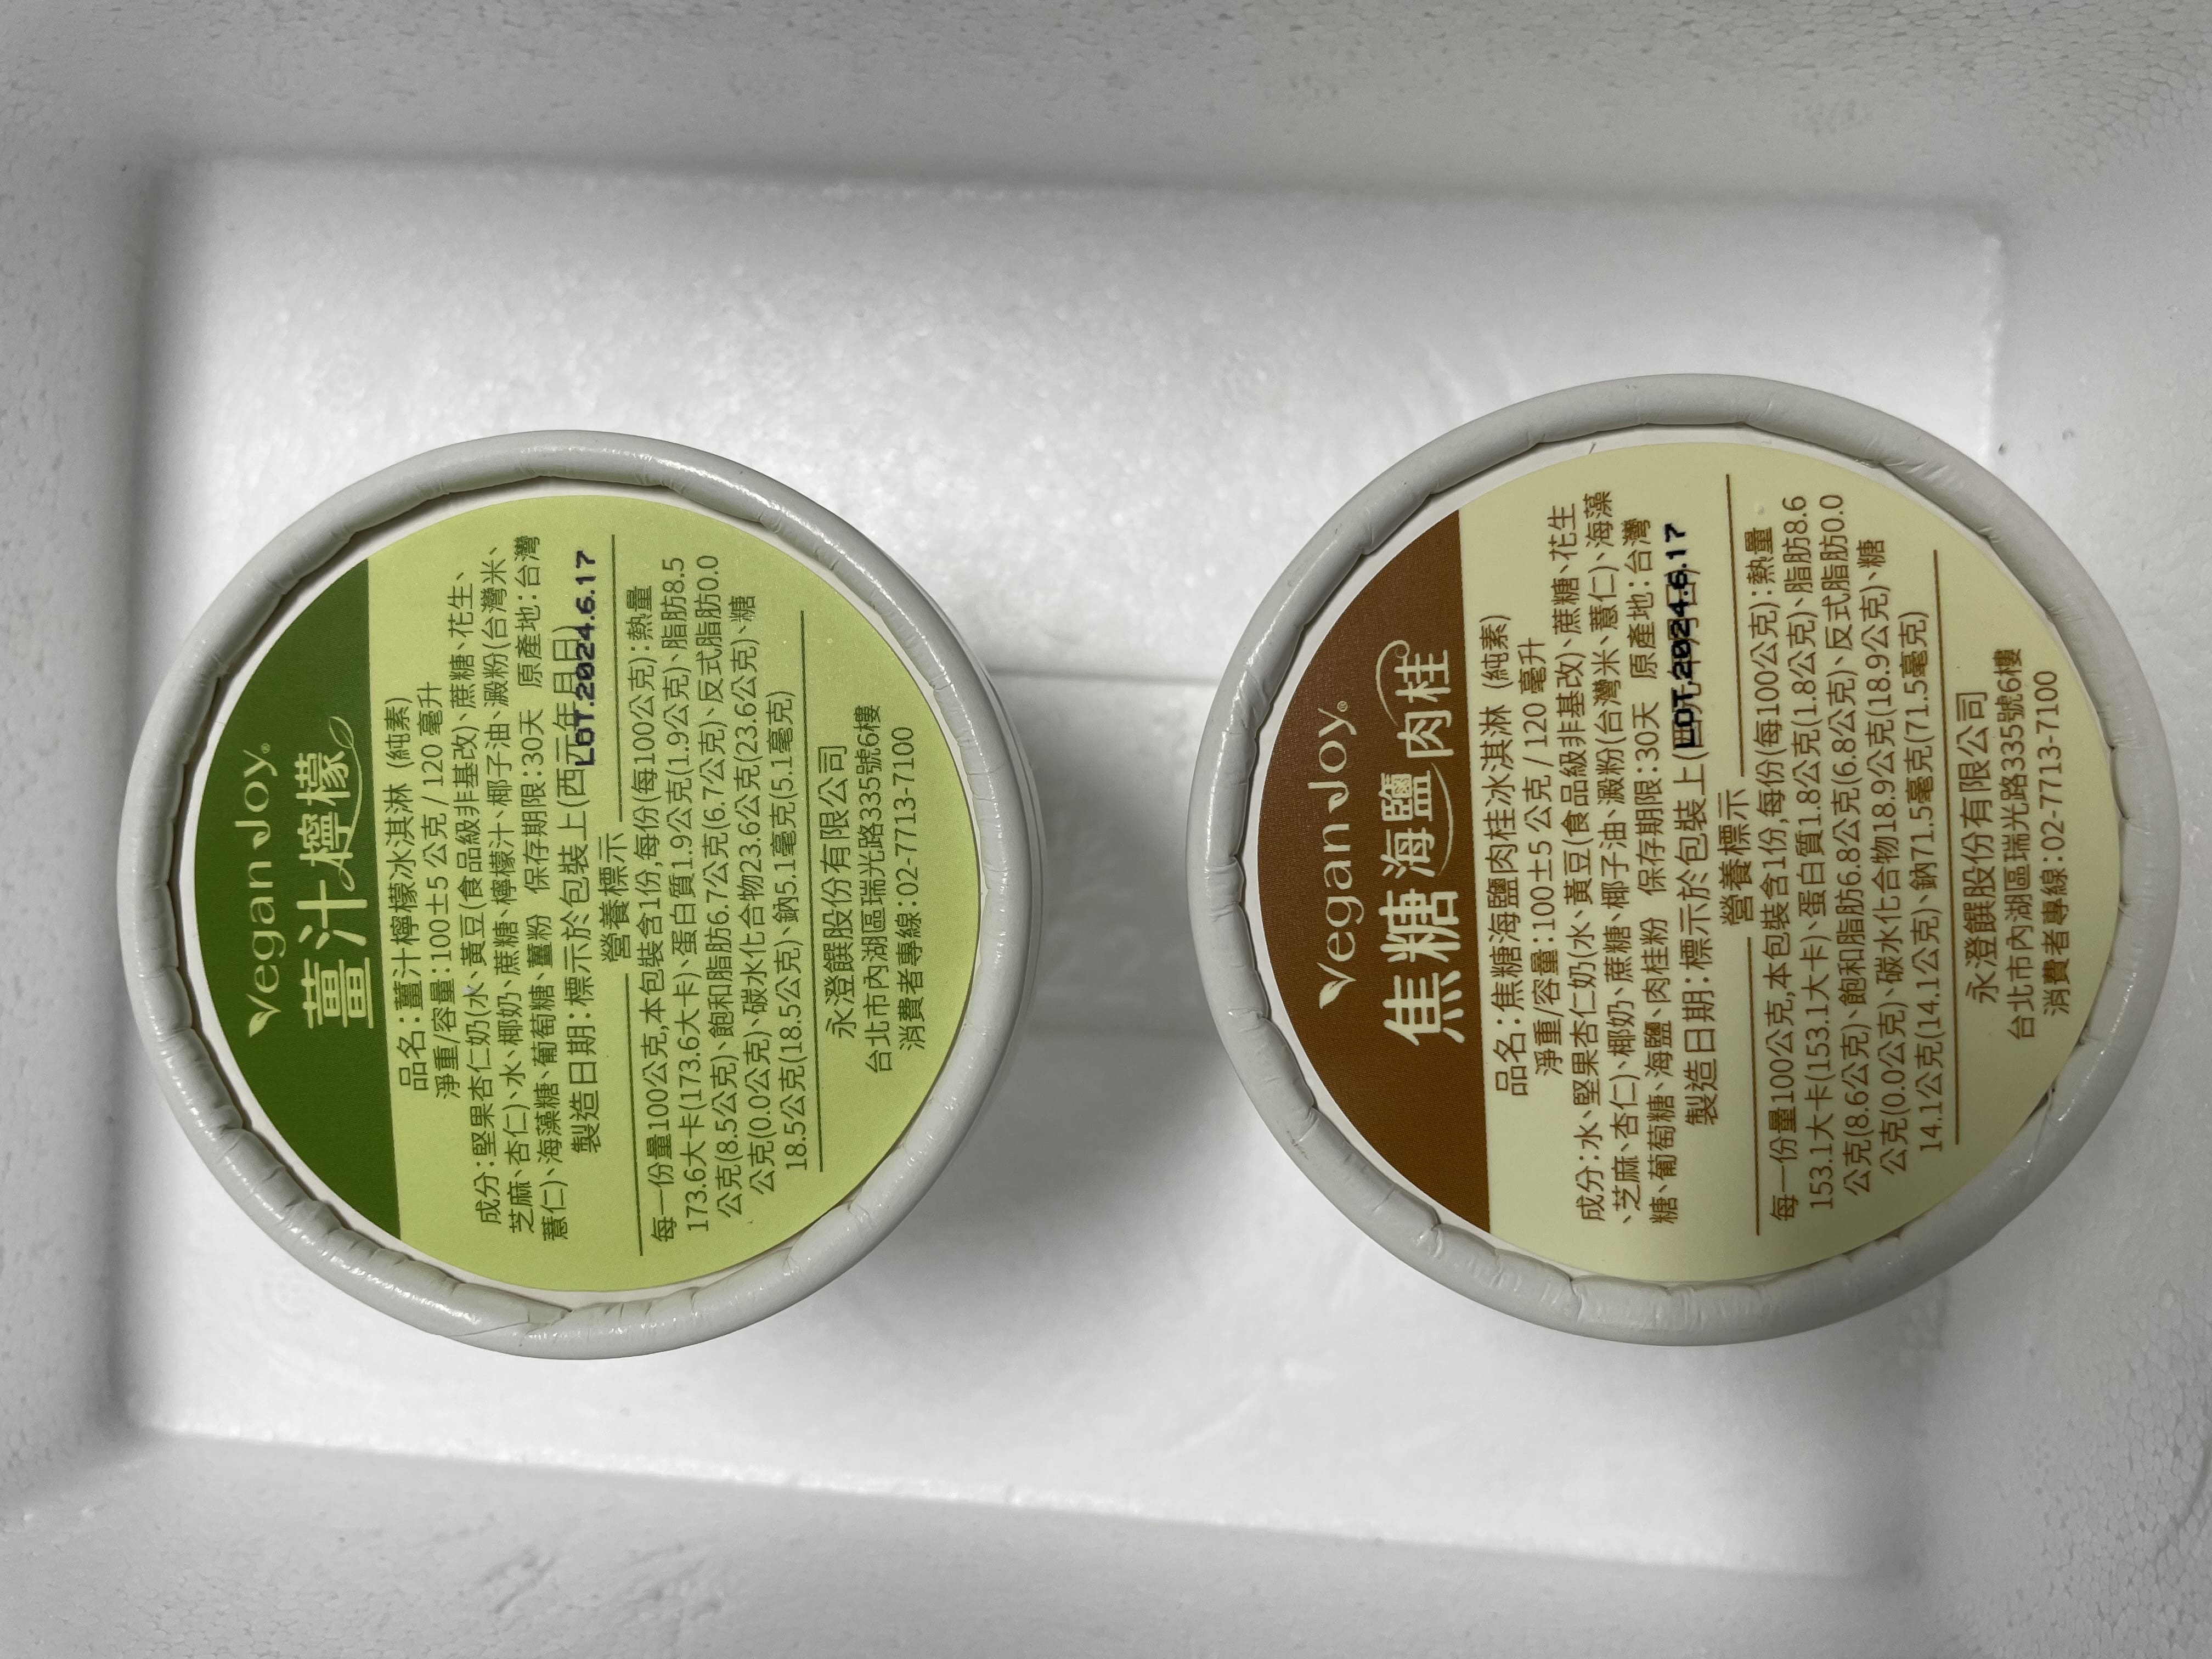 Vegan Joy®
薑汁檸檬
品名:薑汁檸檬冰淇淋 (純素)
淨重/容量:100±5 公克 / 120 毫升
成分:堅果杏仁奶(水、黃豆(食品級非基改)、蔗糖、花生、
芝麻、杏仁)、水、椰奶、蔗糖、檸檬汁、椰子油、澱粉(台灣米、
薏仁)、海藻糖、葡萄糖、薑粉 保存期限:30天 原產地:台灣
製造日期:標示於包裝上(西元年月日)
LOT.2024.6.17
營養標示
每一份量100公克,本包裝含1份,每份(每100公克):熱量
173.6大卡(173.6大卡)、蛋白質1.9公克(1.9公克)、脂肪8.5
公克(8.5公克)、飽和脂肪6.7公克(6.7公克)、反式脂肪0.0
公克(0.0公克)、碳水化合物23.6公克(23.6公克)、糖
18.5公克(18.5公克)、鈉5.1毫克(5.1毫克)
永澄饌股份有限公司
台北市內湖區瑞光路335號6樓
消費者專線:02-7713-7100
Vegan Joy®
焦糖海鹽肉桂
品名:焦糖海鹽肉桂冰淇淋 (純素)
淨重/容量:100±5 公克 / 120 毫升
成分:水、堅果杏仁奶(水、黃豆(食品級非基改)、蔗糖、花生
、芝麻、杏仁)、椰奶、蔗糖、椰子油、澱粉(台灣米、薏仁)、海藻
糖、葡萄糖、海鹽、肉桂粉 保存期限:30天 原產地:台灣
製造日期:標示於包裝上(西元年月日)
LOT.2024.6.17
營養標示
每一份量100公克,本包裝含1份,每份(每100公克):熱量
153.1大卡(153.1大卡)、蛋白質1.8公克(1.8公克)、脂肪8.6
公克(8.6公克)、飽和脂肪6.8公克(6.8公克)、反式脂肪0.0
公克(0.0公克)、碳水化合物18.9公克(18.9公克)、糖
14.1公克(14.1公克)、鈉71.5毫克(71.5毫克)
永澄饌股份有限公司
台北市內湖區瑞光路335號6樓
消費者專線:02-7713-7100